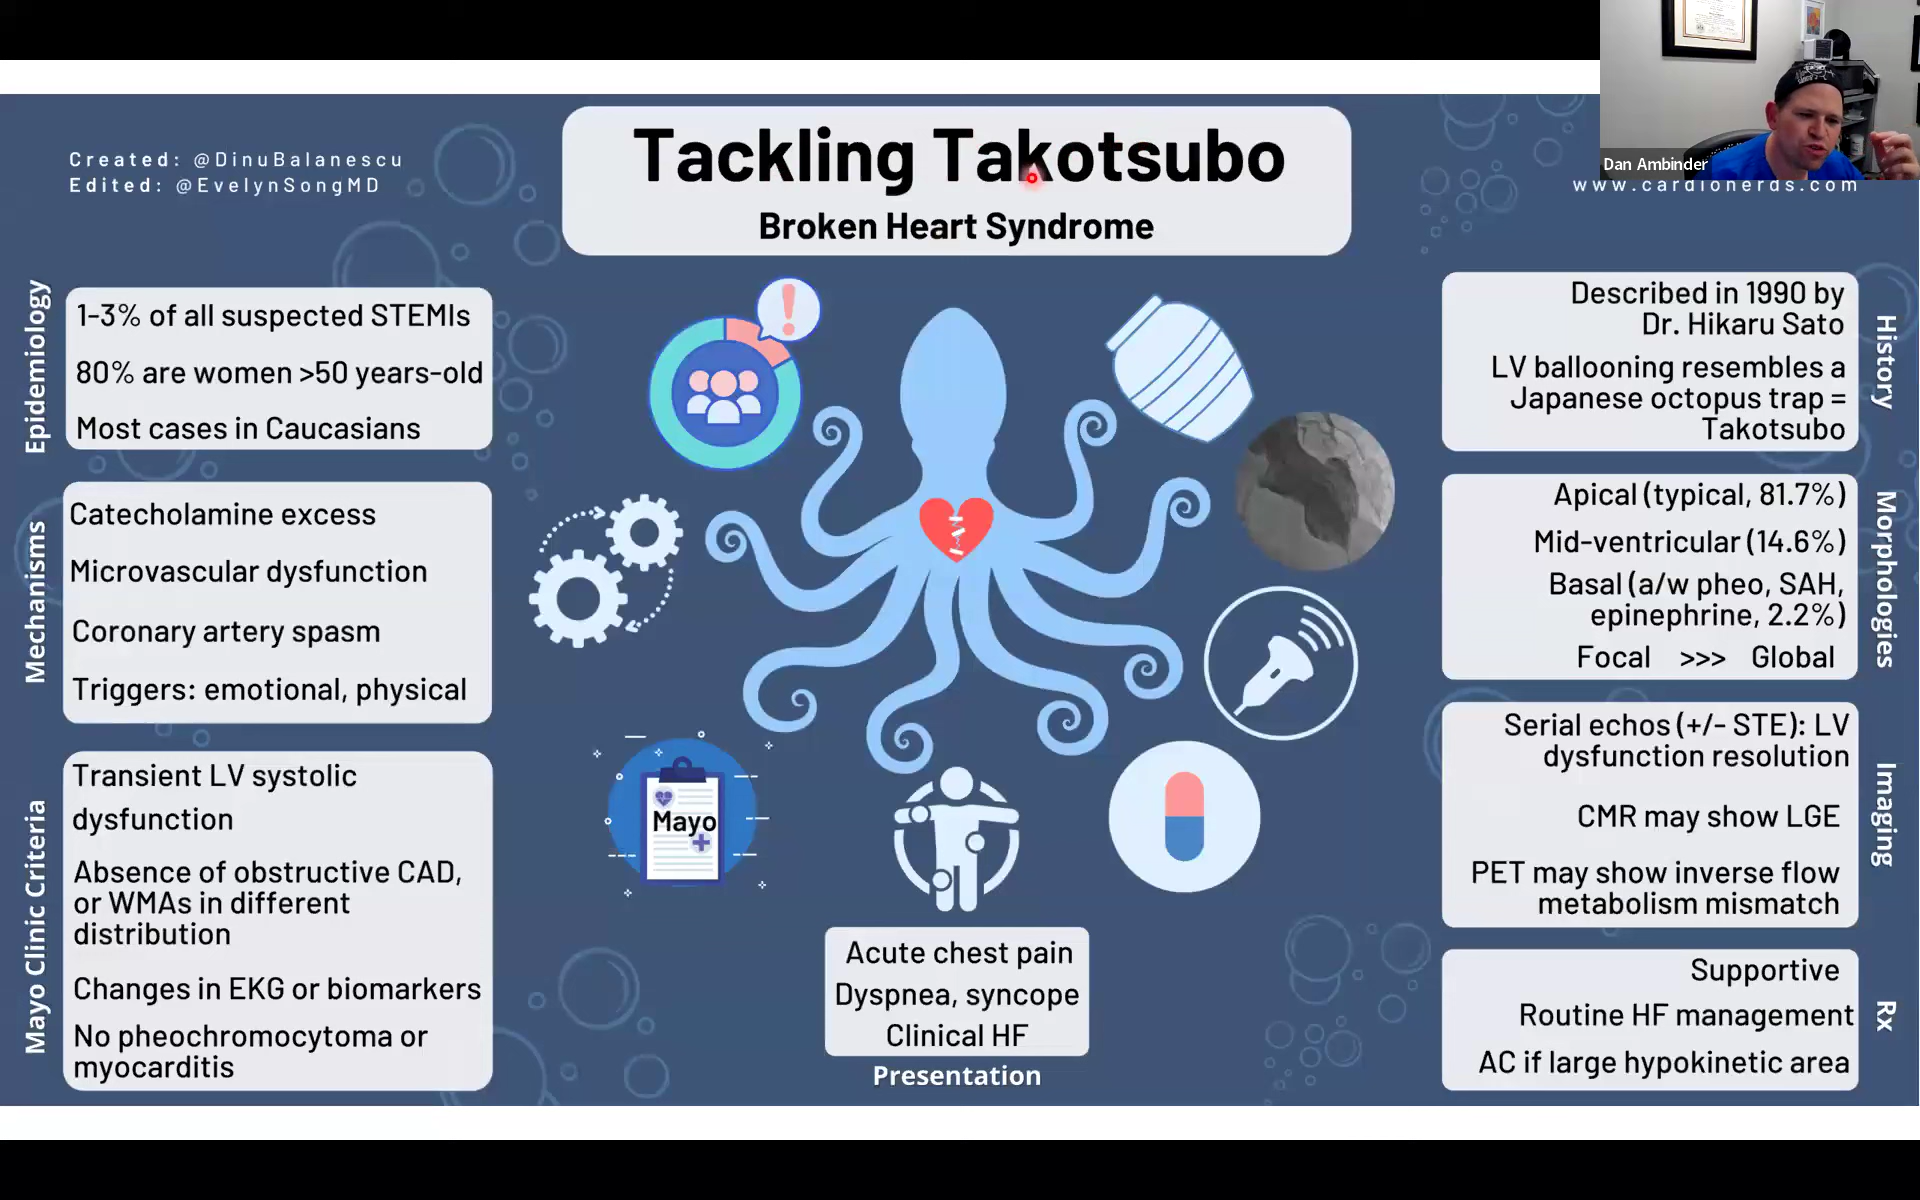 Created: @DinuBalanescu
Edited: @EvelynSongMD
Tackling Takotsubo
Broken Heart Syndrome
Dan Ambinder
www.cardionerds.com
Epidemiology
1-3% of all suspected STEMIs
80% are women >50 years-old
Most cases in Caucasians
Mechanisms
Catecholamine excess
Microvascular dysfunction
Coronary artery spasm
Triggers: emotional, physical
Mayo Clinic Criteria
Transient LV systolic
dysfunction
Absence of obstructive CAD,
or WMAs in different
distribution
Changes in EKG or biomarkers
No pheochromocytoma or
myocarditis
Mayo
Acute chest pain
Dyspnea, syncope
Clinical HF
Presentation
History
Described in 1990 by
Dr. Hikaru Sato
LV ballooning resembles a
Japanese octopus trap =
Takotsubo
Morphologies
Apical (typical, 81.7%)
Mid-ventricular (14.6%)
Basal (a/w pheo, SAH,
epinephrine, 2.2%)
Focal >>> Global
Imaging
Serial echos (+/- STE): LV
dysfunction resolution
CMR may show LGE
PET may show inverse flow
metabolism mismatch
Rx
Supportive
Routine HF management
AC if large hypokinetic area